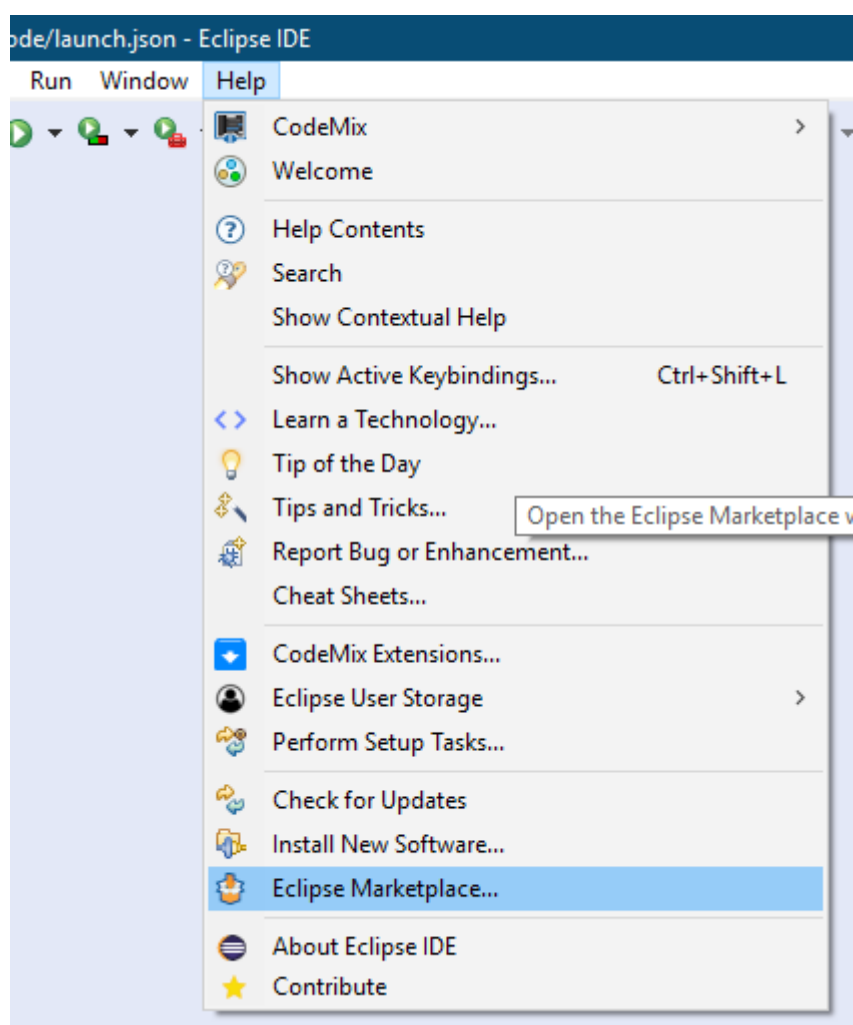 ode/launch.json - Eclipse IDE
Run Window Help
CodeMix
Welcome
Help Contents
Search
Show Contextual Help
Show Active Keybindings... Ctrl+Shift+L
Learn a Technology...
Tip of the Day
Tips and Tricks...
Open the Eclipse Marketplace
Report Bug or Enhancement...
Cheat Sheets...
CodeMix Extensions...
Eclipse User Storage
Perform Setup Tasks...
Check for Updates
Install New Software...
Eclipse Marketplace...
About Eclipse IDE
Contribute